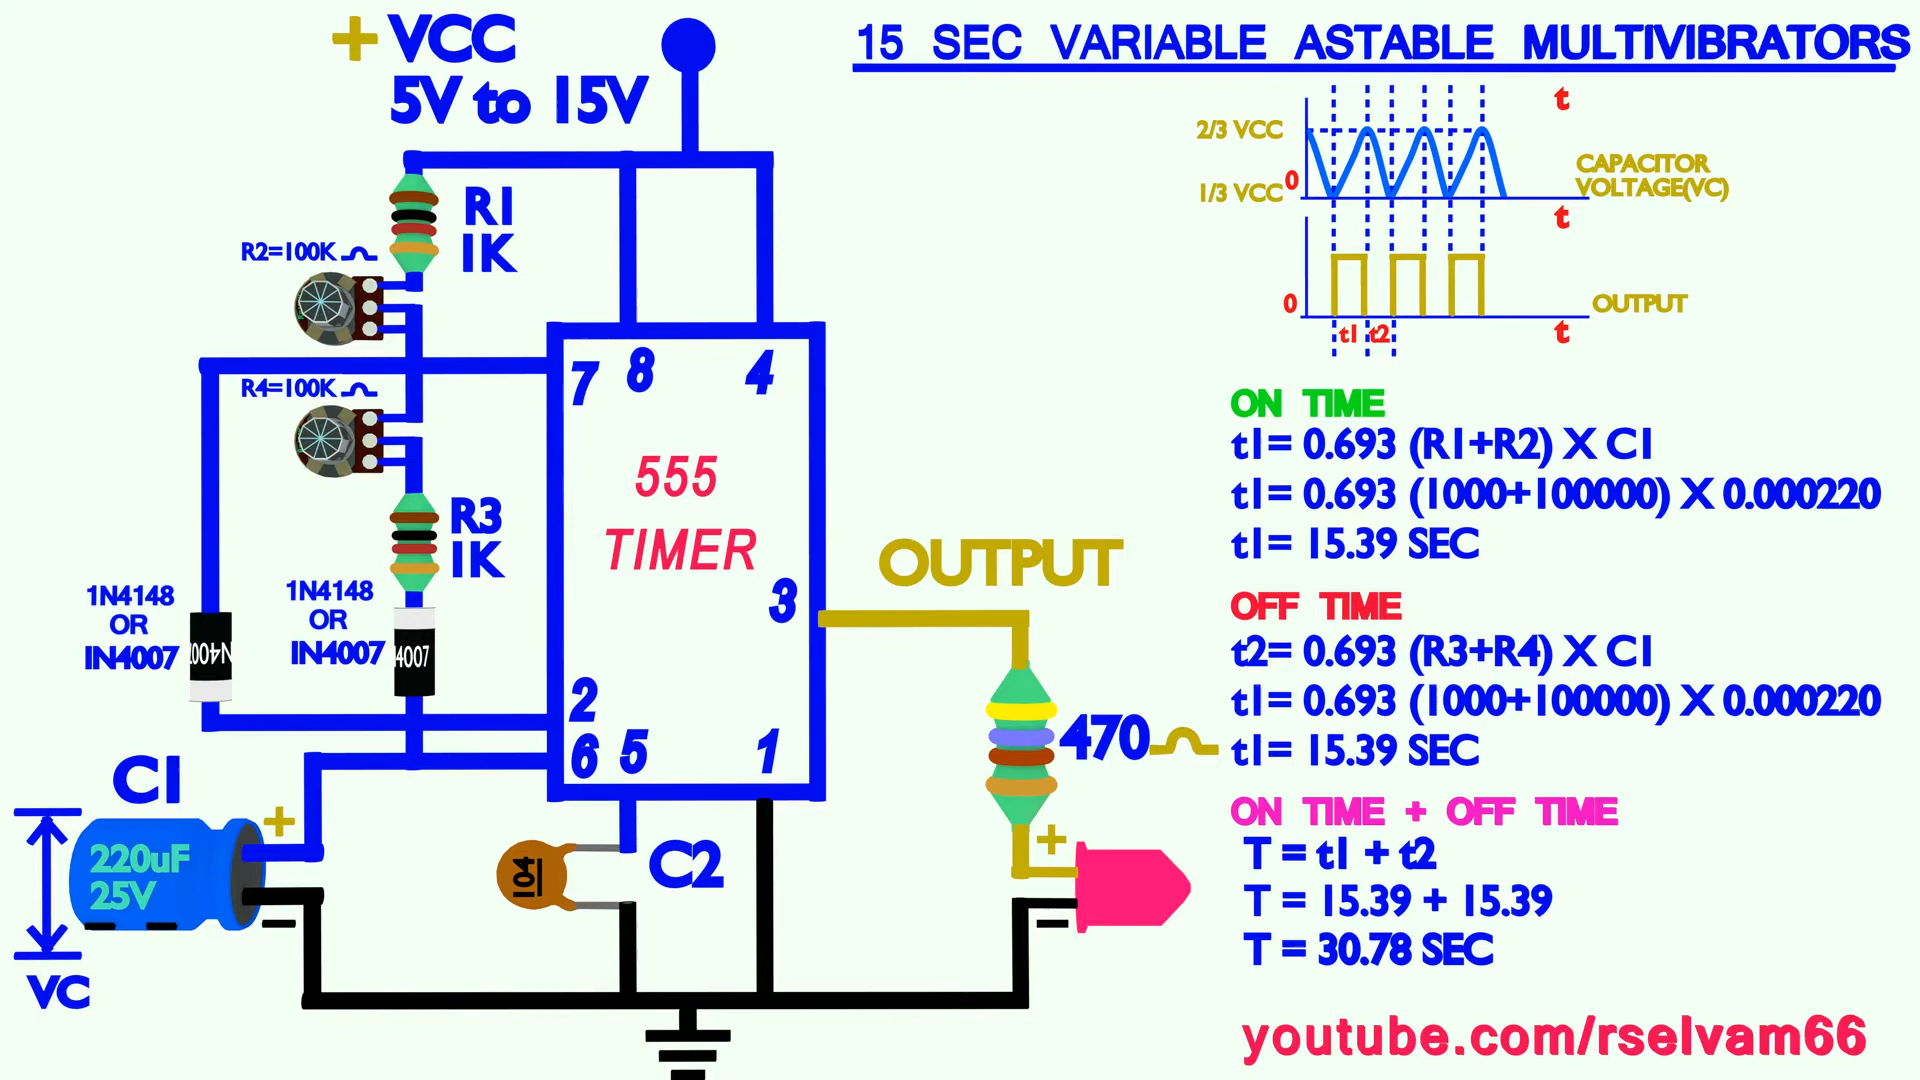 + VCC
5V to 15V
15 SEC VARIABLE ASTABLE MULTIVIBRATORS
t
2/3 VCC
CAPACITOR
VOLTAGE(VC)
0
1/3 VCC
t
0
OUTPUT
t1 t2
t
R1
1K
R2=100K
R4=100K
R3
1K
1N4148
OR
IN4007
1N4148
OR
IN4007
4007
7
8
4
555
TIMER
3
2
6
5
1
OUTPUT
470
+
C1
+
220uF
25V
VC
104
C2
ON TIME
t1= 0.693 (R1+R2) X C1
t1= 0.693 (1000+100000) X 0.000220
t1= 15.39 SEC
OFF TIME
t2= 0.693 (R3+R4) X C1
t1= 0.693 (1000+100000) X 0.000220
t1= 15.39 SEC
ON TIME + OFF TIME
T = t1 + t2
T = 15.39 + 15.39
T = 30.78 SEC
youtube.com/rselvam66